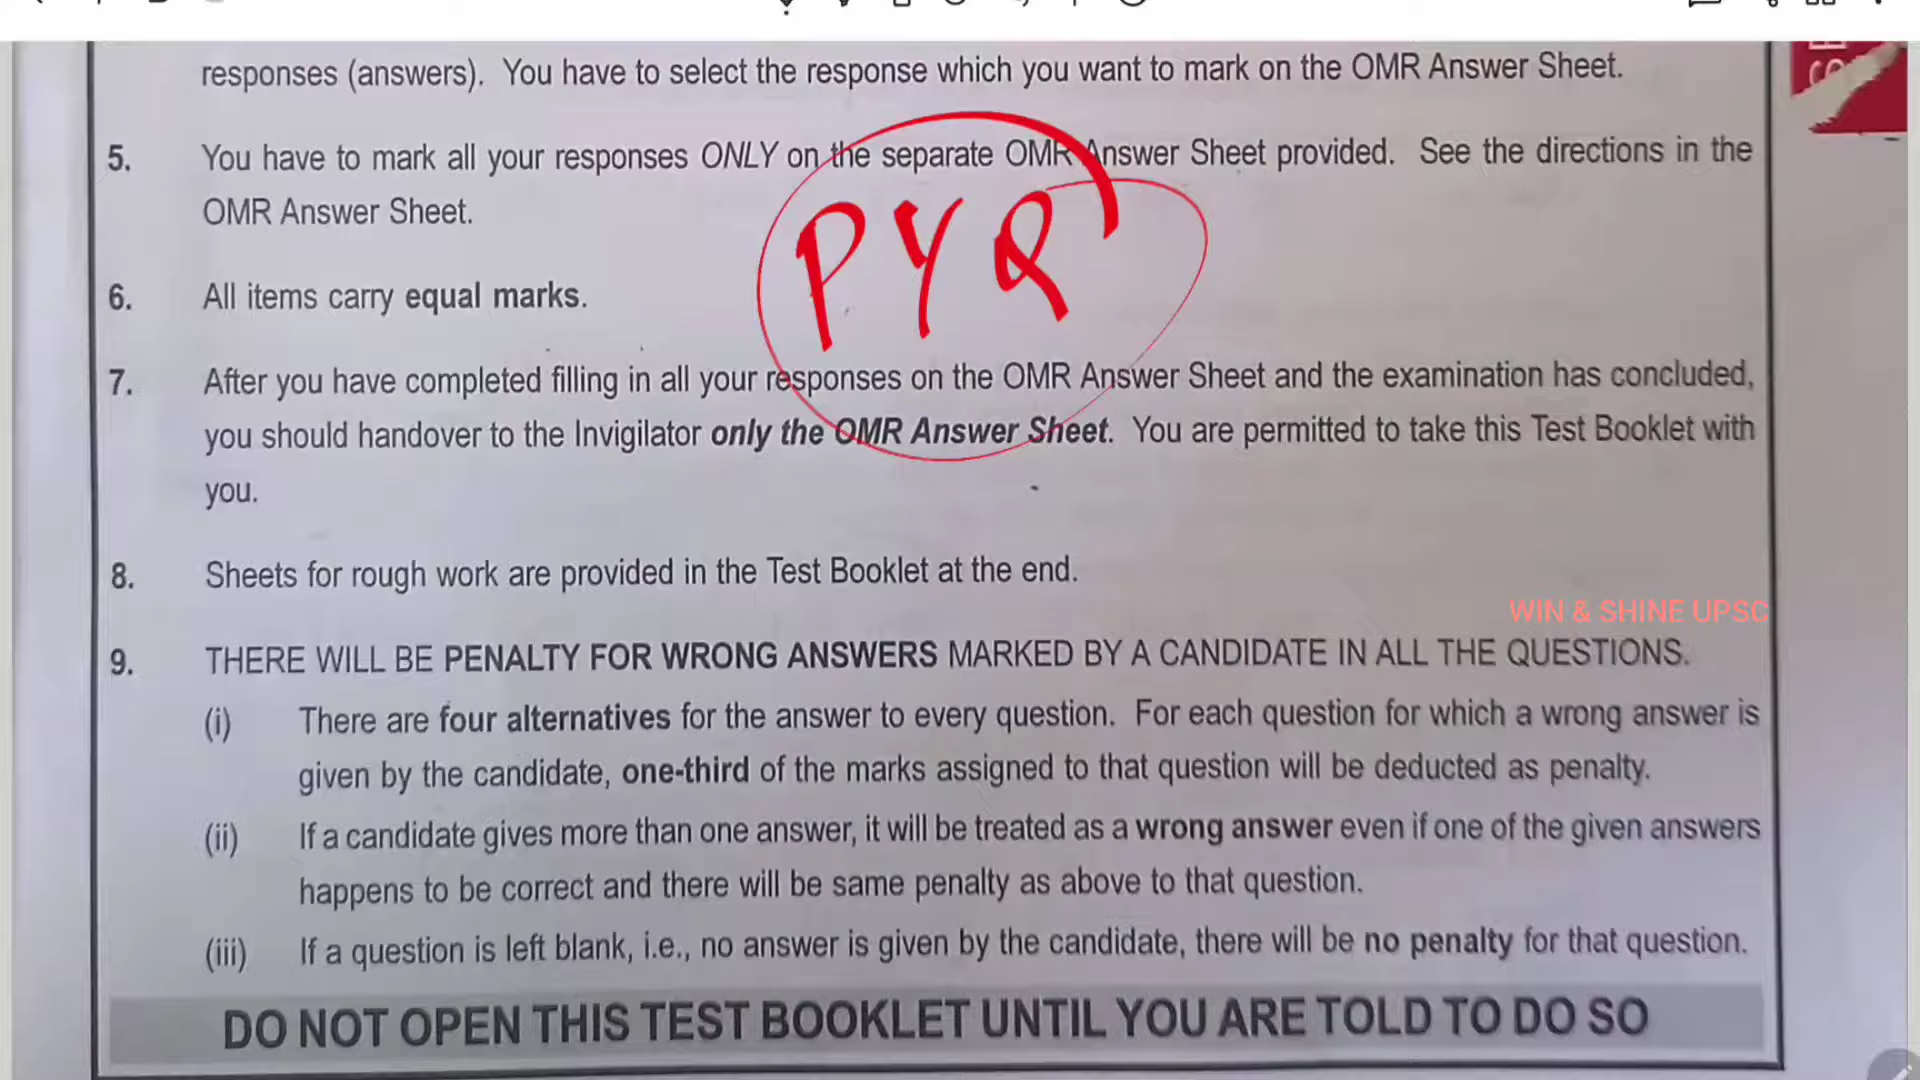 responses (answers). You have to select the response which you want to mark on the OMR Answer Sheet.
5. You have to mark all your responses ONLY on the separate OMR Answer Sheet provided. See the directions in the
OMR Answer Sheet.
PYQ
6. All items carry equal marks.
7. After you have completed filling in all your responses on the OMR Answer Sheet and the examination has concluded,
you should handover to the Invigilator only the OMR Answer Sheet. You are permitted to take this Test Booklet with
you.
8. Sheets for rough work are provided in the Test Booklet at the end.
WIN & SHINE UPSC
9. THERE WILL BE PENALTY FOR WRONG ANSWERS MARKED BY A CANDIDATE IN ALL THE QUESTIONS.
(i) There are four alternatives for the answer to every question. For each question for which a wrong answer is
given by the candidate, one-third of the marks assigned to that question will be deducted as penalty.
(ii) If a candidate gives more than one answer, it will be treated as a wrong answer even if one of the given answers
happens to be correct and there will be same penalty as above to that question.
(iii) If a question is left blank, i.e., no answer is given by the candidate, there will be no penalty for that question.
DO NOT OPEN THIS TEST BOOKLET UNTIL YOU ARE TOLD TO DO SO